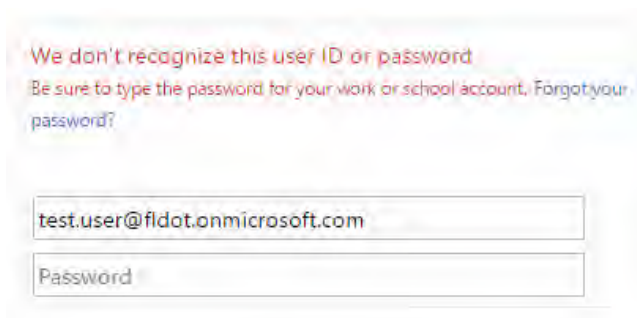 We don't recognize this user ID or password
Be sure to type the password for your work or school account. Forgot your
password?
test.user@fldot.onmicrosoft.com
Password